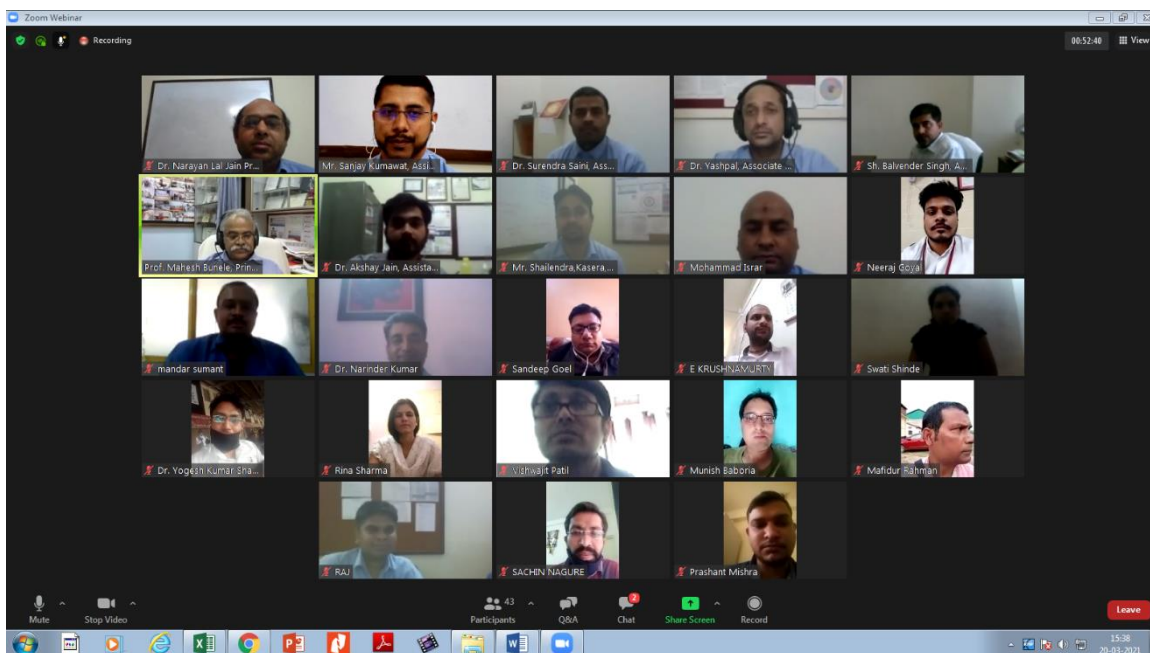 Zoom Webinar
Recording
00:52:40
View
Dr. Narayan Lal Jain Pr...
Mr. Sanjay Kumawat, Assi...
Dr. Surendra Saini, Ass...
Dr. Yashpal, Associate ...
Sh. Balvender Singh, A...
Prof. Mahesh Bunele, Prin...
Dr. Akshay Jain, Assista...
Mr. Shailendra,Kasera,...
Mohammad Israr
Neeraj Goyal
mandar sumant
Dr. Narinder Kumar
Sandeep Goel
E KRUSHNAMURTY
Swati Shinde
Dr. Yogesh Kumar Sha...
Rina Sharma
Vishwajit Patil
Munish Baboria
Mafidur Rahman
RAJ
SACHIN NAGURE
Prashant Mishra
Mute
Stop Video
43
Participants
Q&A
2
Chat
Share Screen
Record
Leave
15:38
20-03-2021